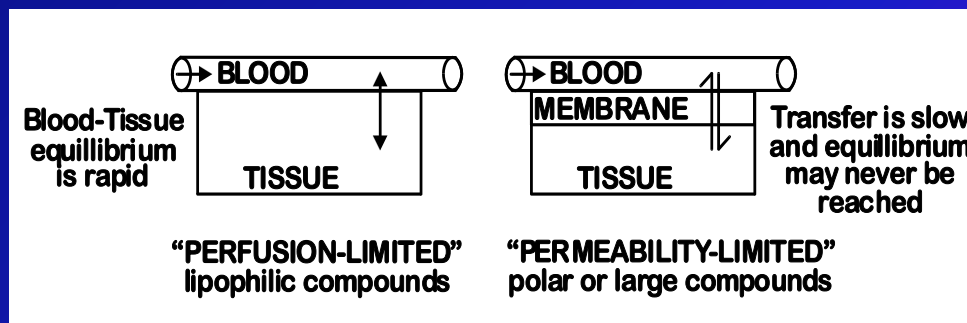 BLOOD
Blood-Tissue
equillibrium
is rapid
TISSUE
"PERFUSION-LIMITED"
lipophilic compounds
BLOOD
MEMBRANE
TISSUE
Transfer is slow
and equillibrium
may never be
reached
"PERMEABILITY-LIMITED"
polar or large compounds